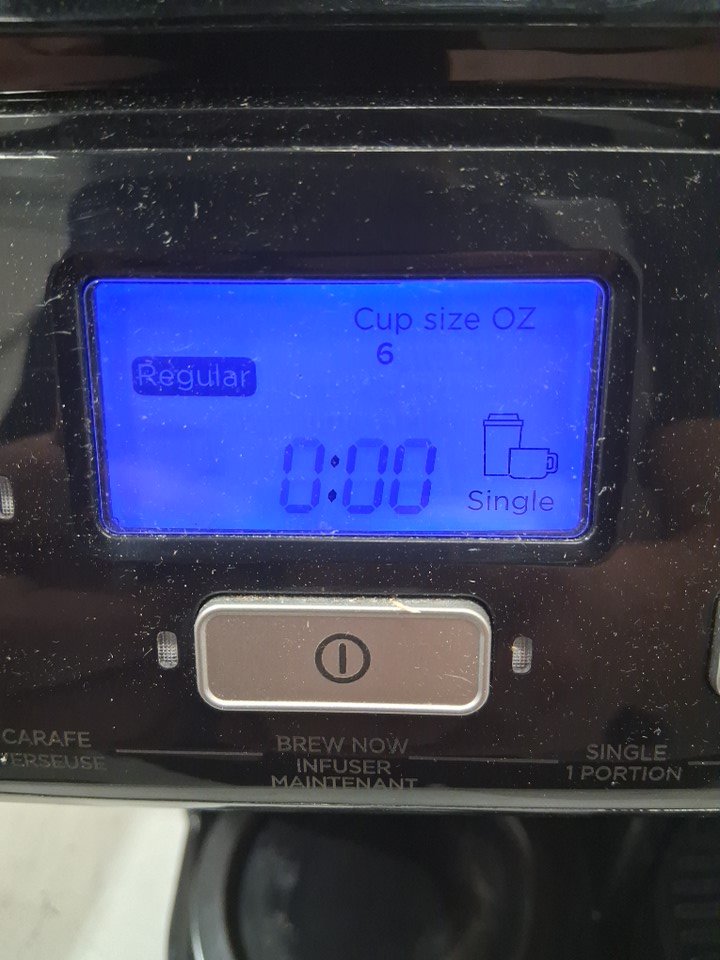 Cup size OZ
6
Regular
0:00
Single
CARAFE
VERSEUSE
BREW NOW
INFUSER
MAINTENANT
SINGLE
1 PORTION